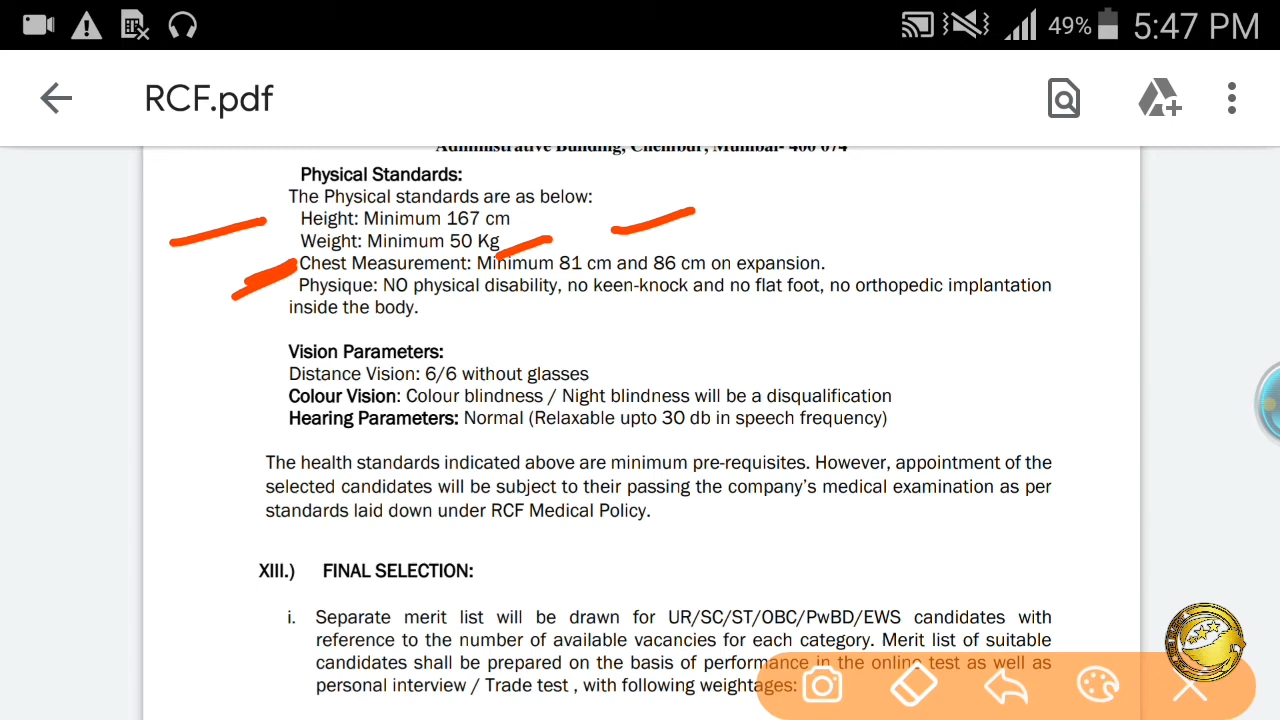 49% 5:47 PM
RCF.pdf
Administrative Building, Chembur, Mumbai- 400 074
Physical Standards:
The Physical standards are as below:
Height: Minimum 167 cm
Weight: Minimum 50 Kg
Chest Measurement: Minimum 81 cm and 86 cm on expansion.
Physique: NO physical disability, no keen-knock and no flat foot, no orthopedic implantation
inside the body.
Vision Parameters:
Distance Vision: 6/6 without glasses
Colour Vision: Colour blindness / Night blindness will be a disqualification
Hearing Parameters: Normal (Relaxable upto 30 db in speech frequency)
The health standards indicated above are minimum pre-requisites. However, appointment of the
selected candidates will be subject to their passing the company's medical examination as per
standards laid down under RCF Medical Policy.
XIII.) FINAL SELECTION:
i. Separate merit list will be drawn for UR/SC/ST/OBC/PwBD/EWS candidates with
reference to the number of available vacancies for each category. Merit list of suitable
candidates shall be prepared on the basis of performance in the online test as well as
personal interview / Trade test , with following weightages: